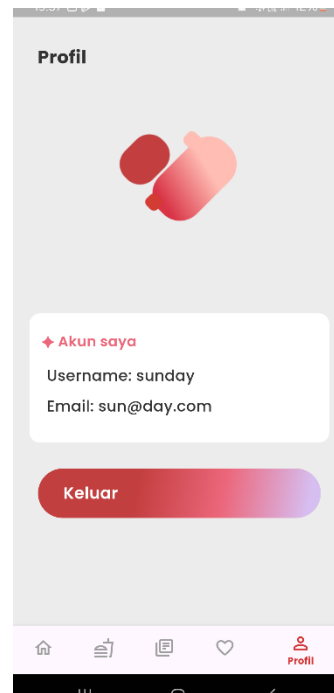 Profil
Akun saya
Username: sunday
Email: sun@day.com
Keluar
Profil